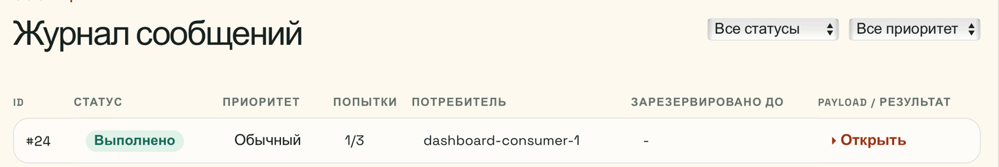 Журнал сообщений
Все статусы
Все приоритет
ID СТАТУС ПРИОРИТЕТ ПОПЫТКИ ПОТРЕБИТЕЛЬ ЗАРЕЗЕРВИРОВАНО ДО PAYLOAD / РЕЗУЛЬТАТ
#24 Выполнено Обычный 1/3 dashboard-consumer-1 - Открыть